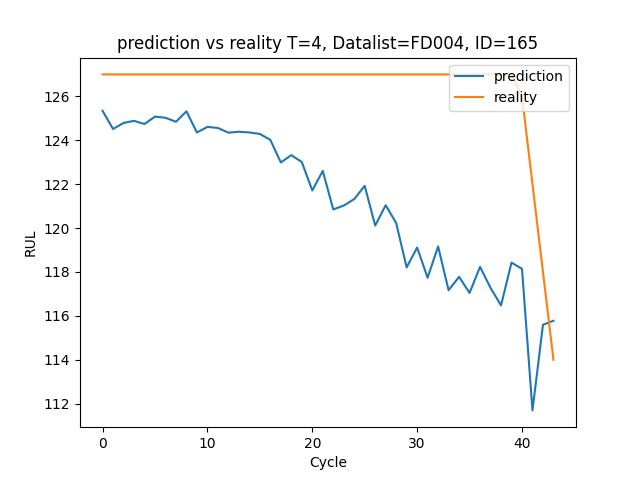 prediction vs reality T=4, Datalist=FD004, ID=165
prediction
reality
126
124
122
120
118
116
114
112
RUL
0 10 20 30 40
Cycle